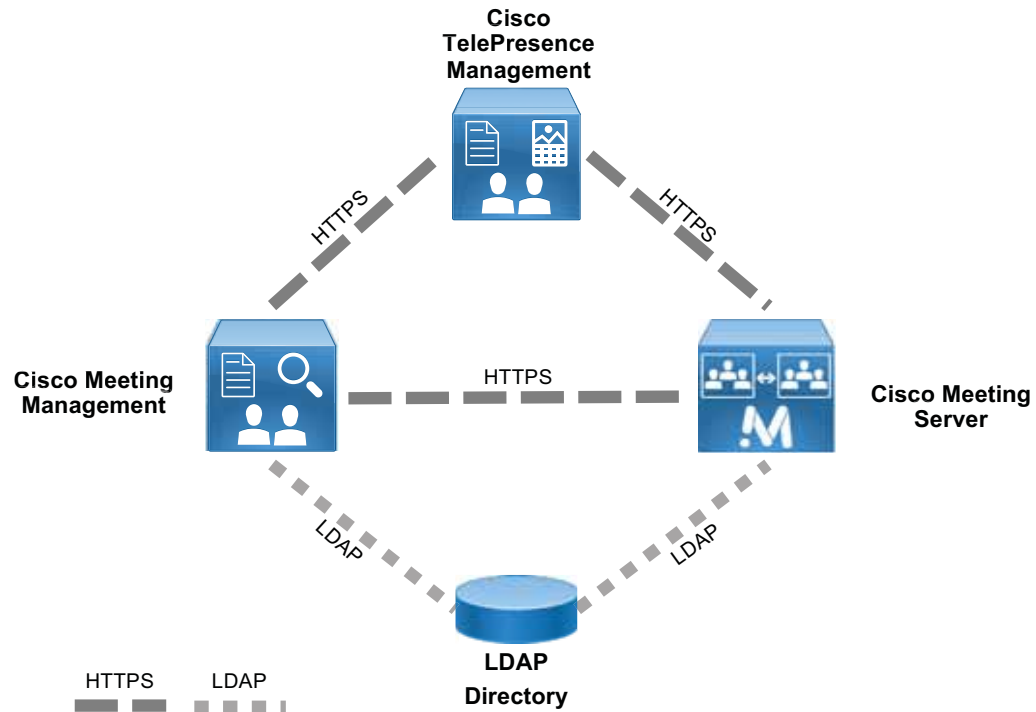 Cisco
TelePresence
Management
HTTPS
HTTPS
Cisco Meeting
Management
HTTPS
Cisco Meeting
Server
LDAP
LDAP
LDAP
Directory
HTTPS
LDAP